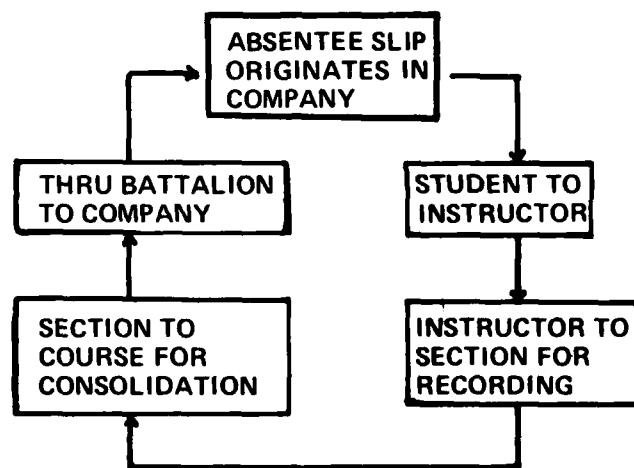 ABSENTEE SLIP
ORIGINATES IN
COMPANY
STUDENT TO
INSTRUCTOR
INSTRUCTOR TO
SECTION FOR
RECORDING
SECTION TO
COURSE FOR
CONSOLIDATION
THRU BATTALION
TO COMPANY